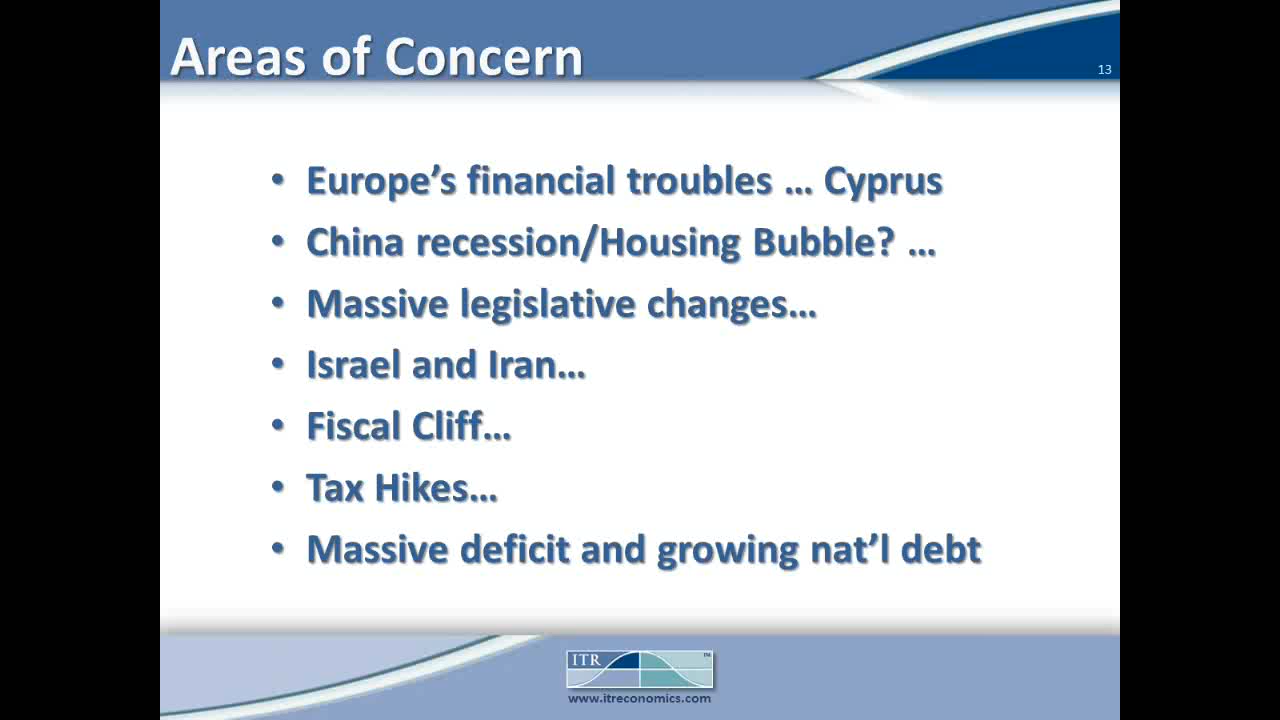 Areas of Concern
13
• Europe’s financial troubles … Cyprus
• China recession/Housing Bubble? …
• Massive legislative changes…
• Israel and Iran…
• Fiscal Cliff…
• Tax Hikes…
• Massive deficit and growing nat’l debt
ITR ™
www.itreconomics.com